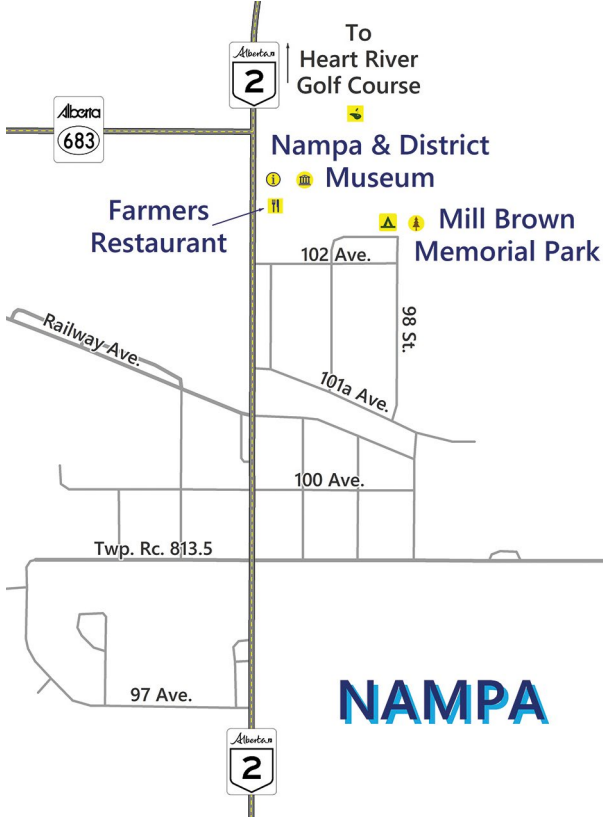 To
Heart River
Golf Course
Alberta
2
Alberta
683
Nampa & District
Museum
Farmers
Restaurant
Mill Brown
Memorial Park
102 Ave.
98 St.
Railway Ave.
101a Ave.
100 Ave.
Twp. Rc. 813.5
97 Ave.
NAMPA
Alberta
2